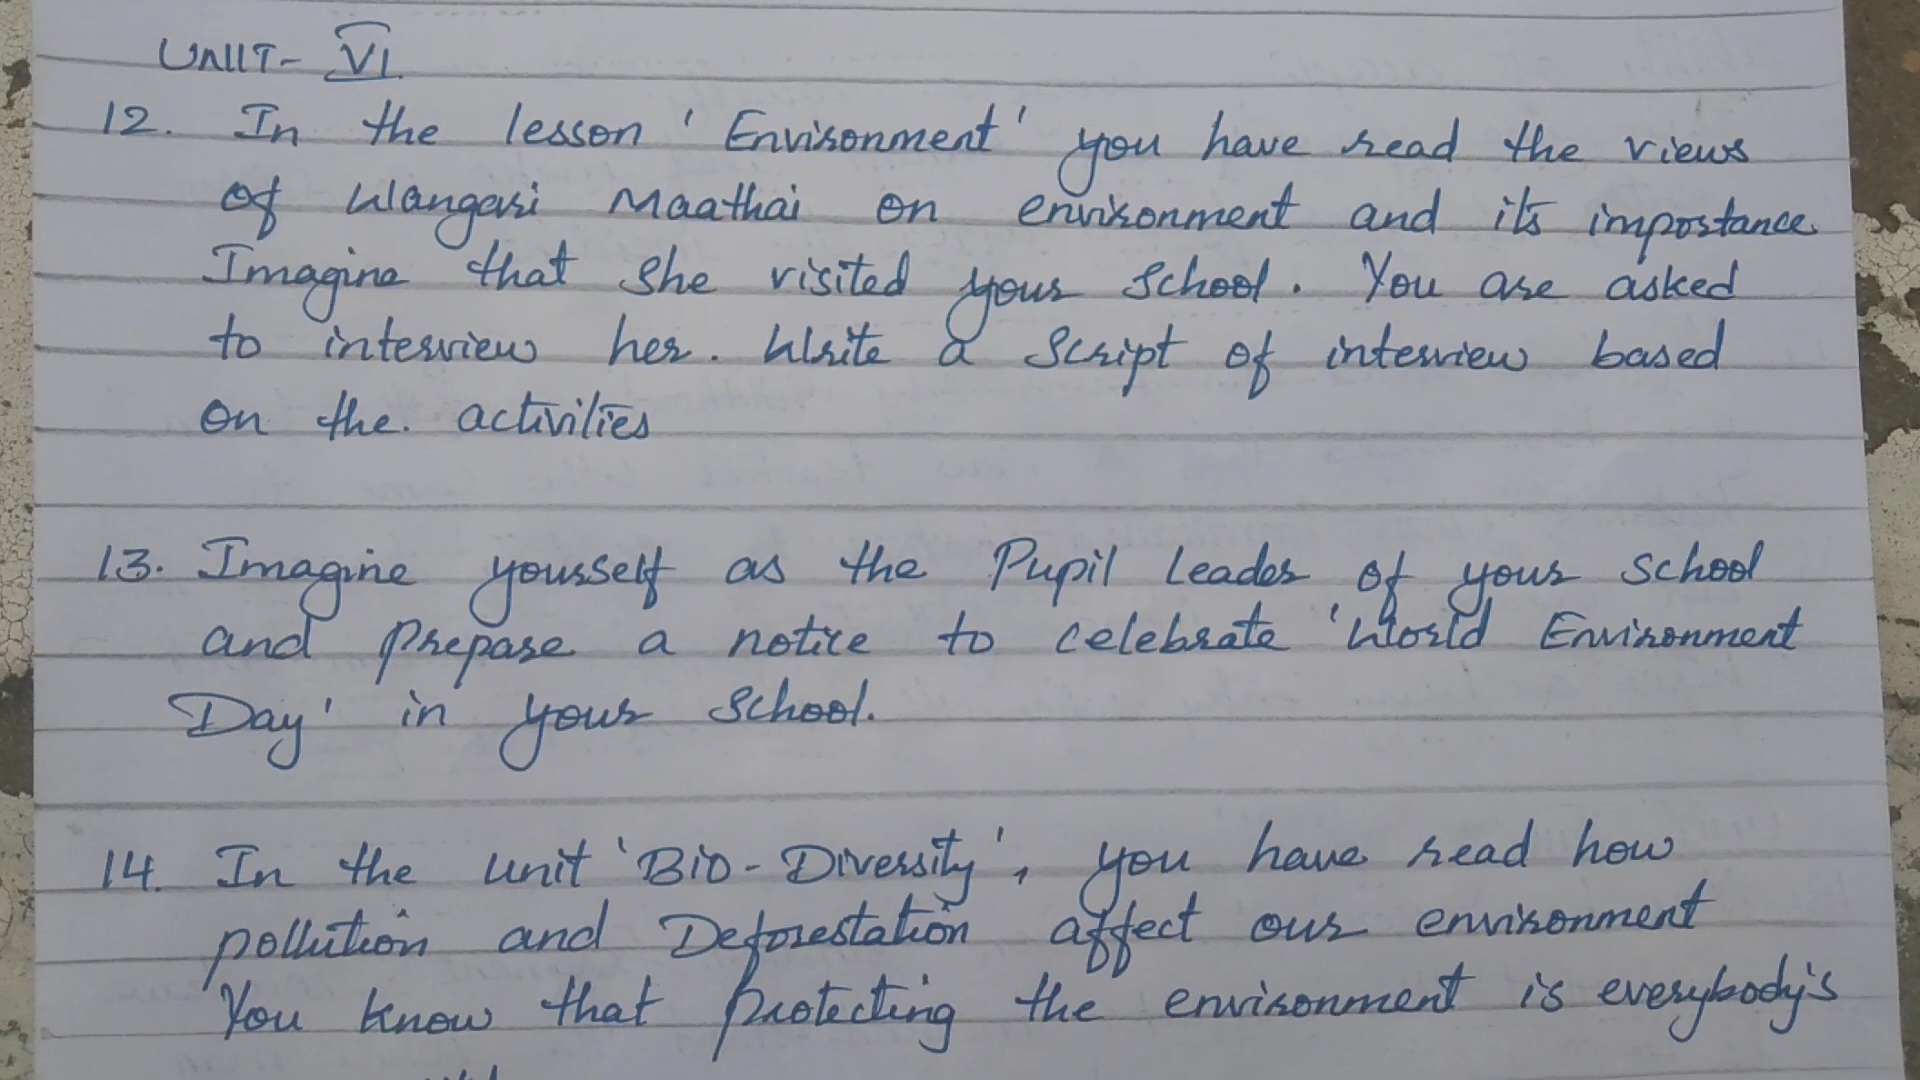 UNIT- VI
12. In the lesson 'Environment' you have read the views
of Wangari Maathai on environment and its importance.
Imagine that she visited your school. You are asked
to interview her. Write a script of interview based
on the. activities
13. Imagine yourself as the Pupil Leader of your school
and prepare a notice to celebrate 'World Environment
Day' in your school.
14. In the unit 'Bio-Diversity', you have read how
pollution and Deforestation affect our environment
You know that protecting the environment is everybody's